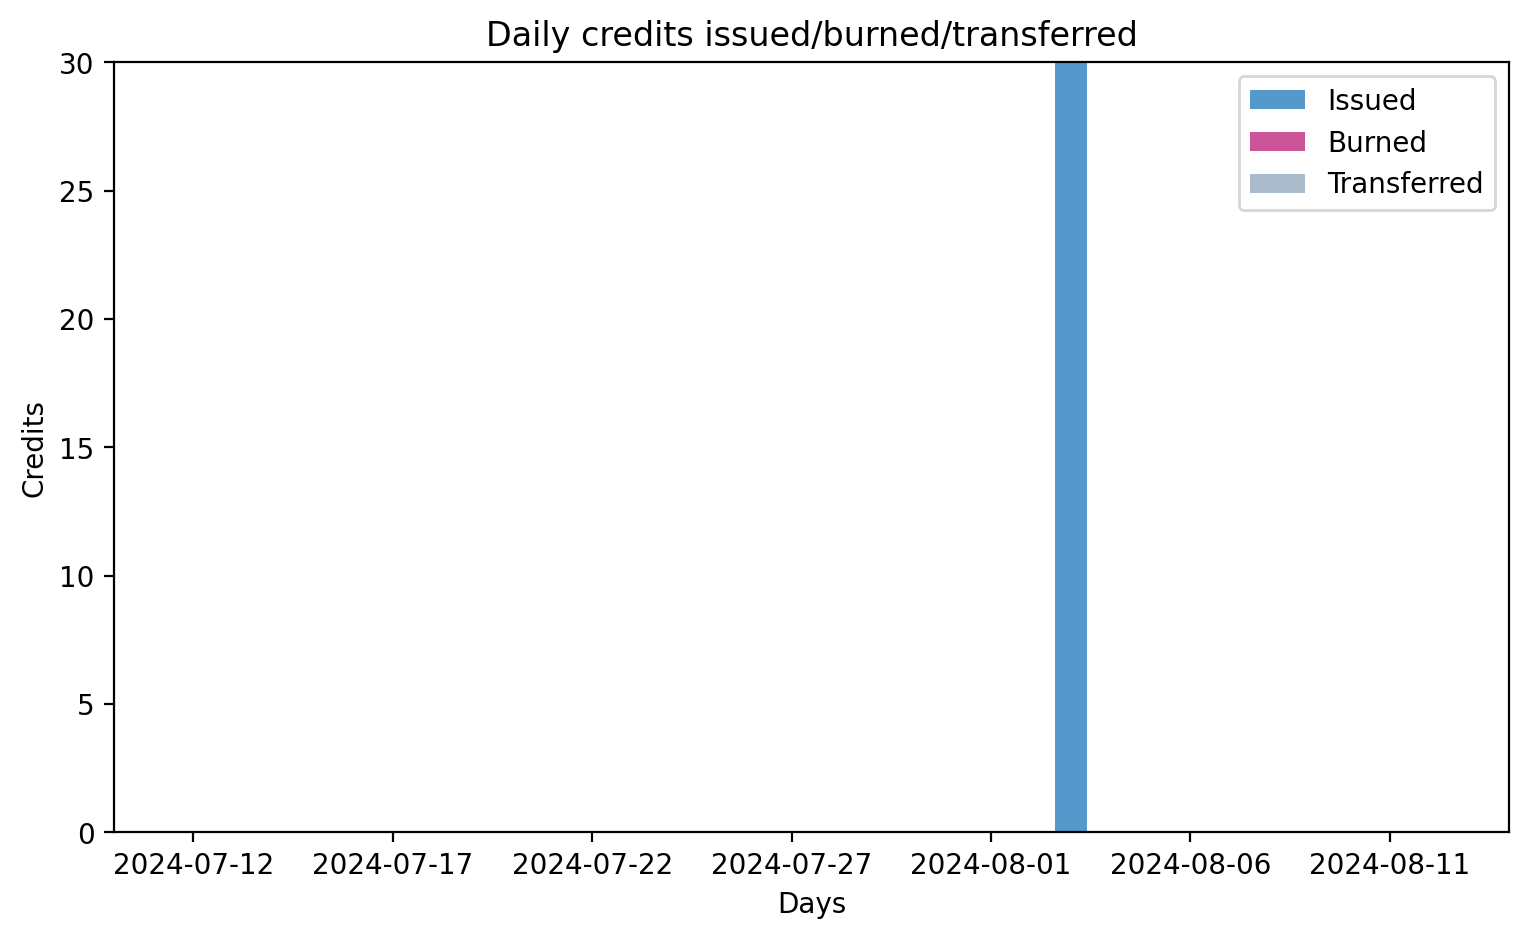 Daily credits issued/burned/transferred
30
25
20
15
10
5
0
Credits
Issued
Burned
Transferred
2024-07-12 2024-07-17 2024-07-22 2024-07-27 2024-08-01 2024-08-06 2024-08-11
Days